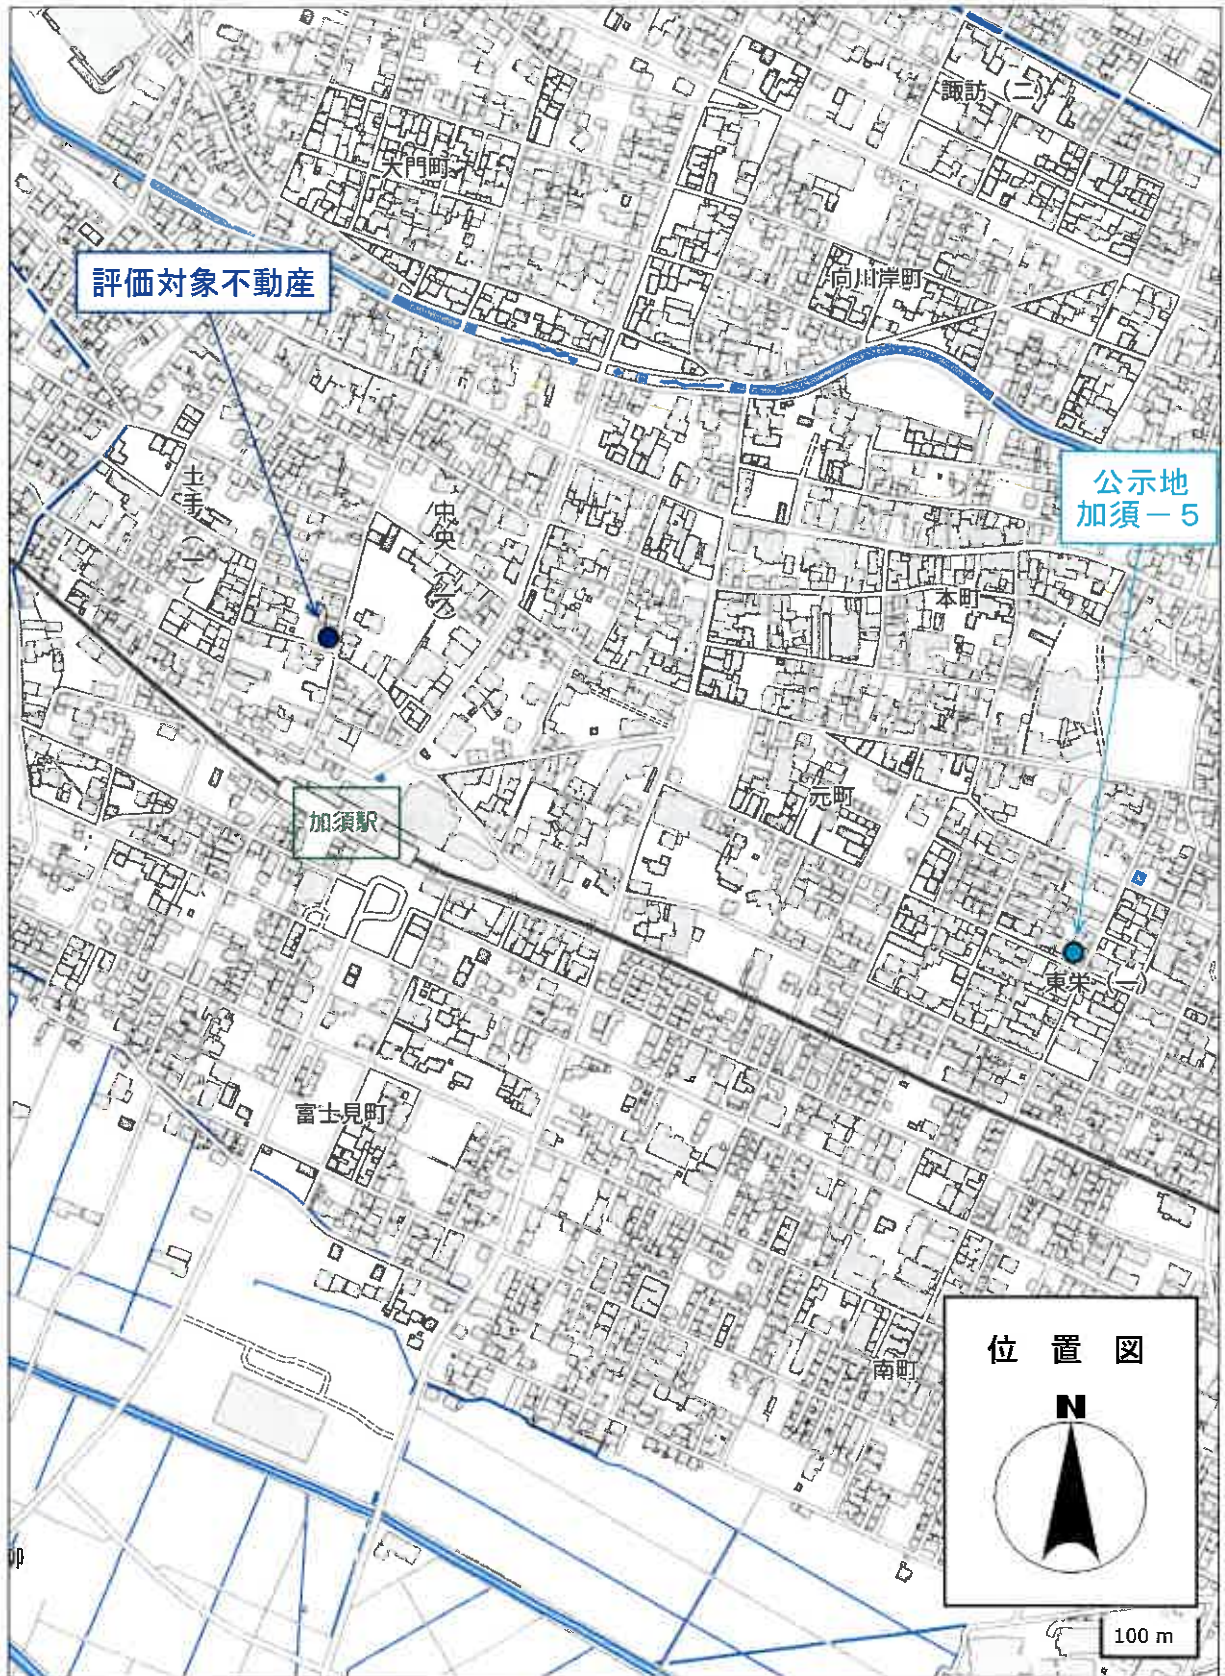 諏訪（二）
天門町
向川岸町
評価対象不動産
公示地
加須－５
土手（一）
中央（一）
本町
元町
加須駅
東栄（一）
富士見町
位 置 図
南町
N
100 m